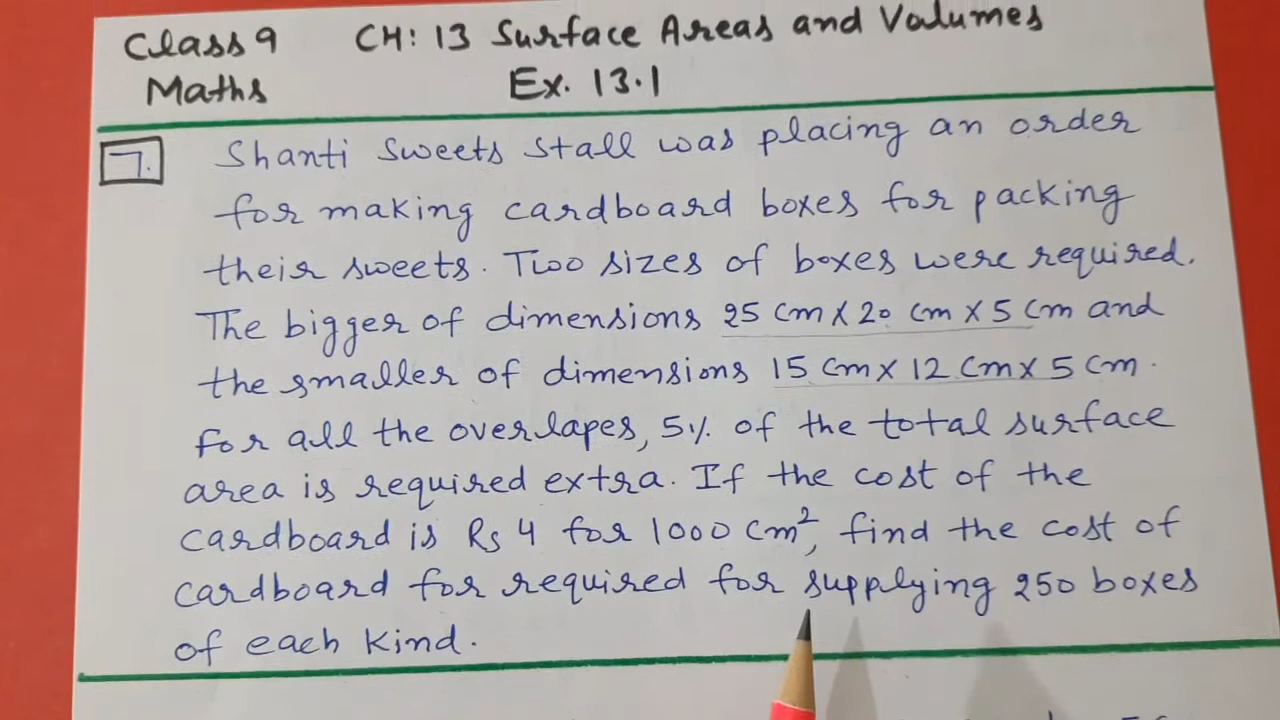 Class 9 CH: 13 Surface Areas and Volumes
Maths Ex. 13.1
7. Shanti Sweets Stall was placing an order
for making cardboard boxes for packing
their sweets. Two sizes of boxes were required.
The bigger of dimensions 25 cm X 20 cm X 5 cm and
the smaller of dimensions 15 cm X 12 cm X 5 cm.
for all the overlapes, 5% of the total surface
area is required extra. If the cost of the
cardboard is Rs 4 for 1000 cm², find the cost of
cardboard for required for supplying 250 boxes
of each kind.